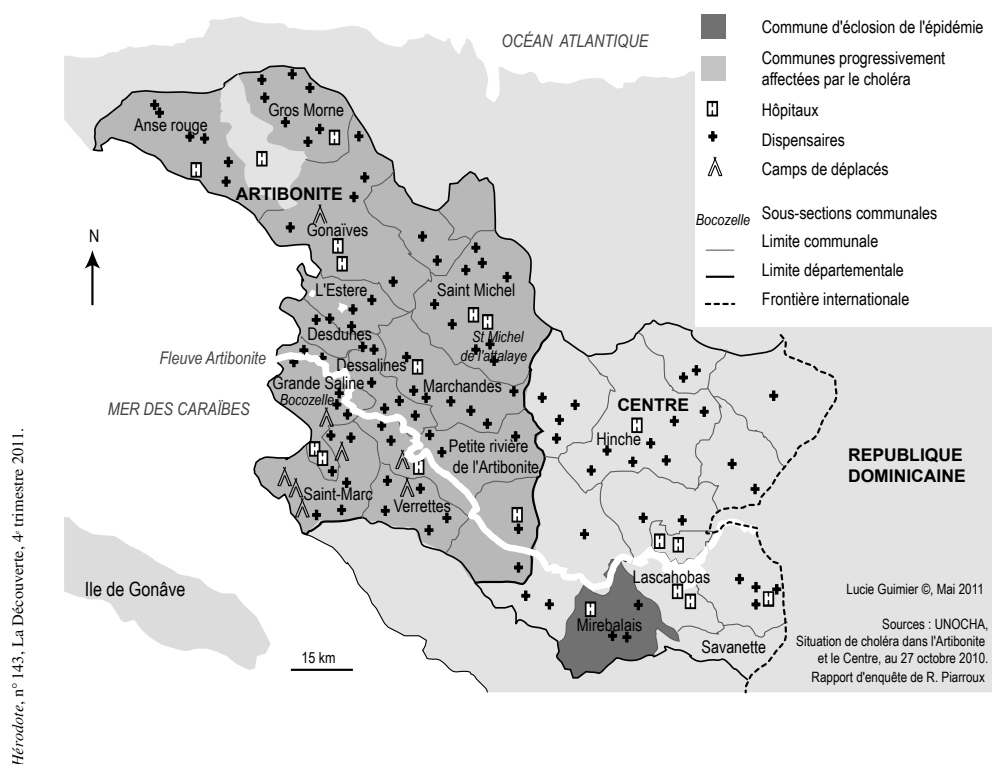 OCÉAN ATLANTIQUE
Commune d'éclosion de l'épidémie
Communes progressivement
affectées par le choléra
Hôpitaux
Dispensaires
Camps de déplacés
Bocozelle
Sous-sections communales
Limite communale
Limite départementale
Frontière internationale
N
Anse rouge
Gros Morne
ARTIBONITE
Gonaïves
L'Estere
Saint Michel
Desdunes
St Michel
de l'attalaye
Fleuve Artibonite
Dessalines
Grande Saline
Marchandes
Bocozelle
MER DES CARAÏBES
CENTRE
Hinche
Petite rivière
de l'Artibonite
REPUBLIQUE
DOMINICAINE
Saint-Marc
Verrettes
Ile de Gonâve
15 km
Lascahobas
Mirebalais
Savanette
Lucie Guimier ©, Mai 2011
Sources : UNOCHA,
Situation de choléra dans l'Artibonite
et le Centre, au 27 octobre 2010.
Rapport d'enquête de R. Piarroux
Hérodote, n° 143, La Découverte, 4e trimestre 2011.